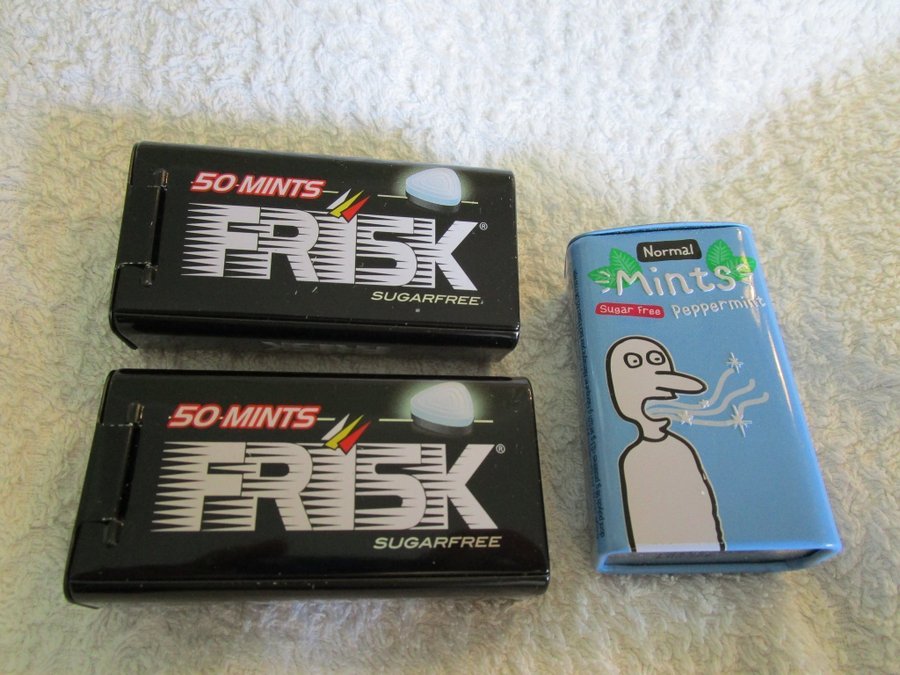 50-MINTS
FRISK®
SUGARFREE
50-MINTS
FRISK®
SUGARFREE
Normal
Mints
Sugar Free Peppermint